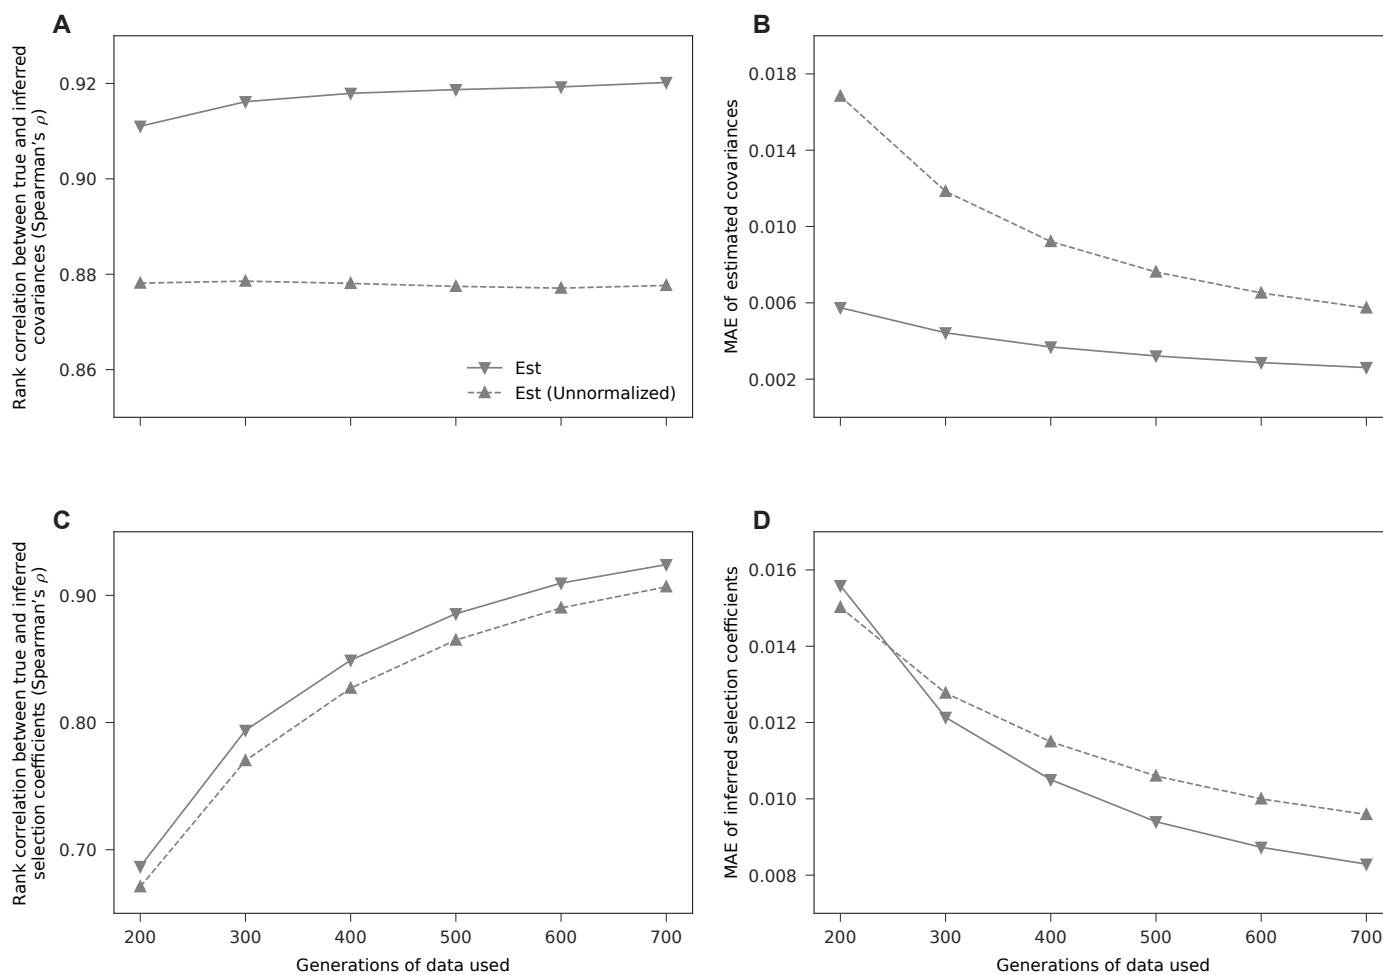 A
Rank correlation between true and inferred
covariances (Spearman’s ρ)
0.92
0.90
0.88
0.86
Est
Est (Unnormalized)
B
MAE of estimated covariances
0.018
0.014
0.010
0.006
0.002
C
Rank correlation between true and inferred
selection coefficients (Spearman’s ρ)
0.90
0.80
0.70
200 300 400 500 600 700
Generations of data used
D
MAE of inferred selection coefficients
0.016
0.014
0.012
0.010
0.008
200 300 400 500 600 700
Generations of data used